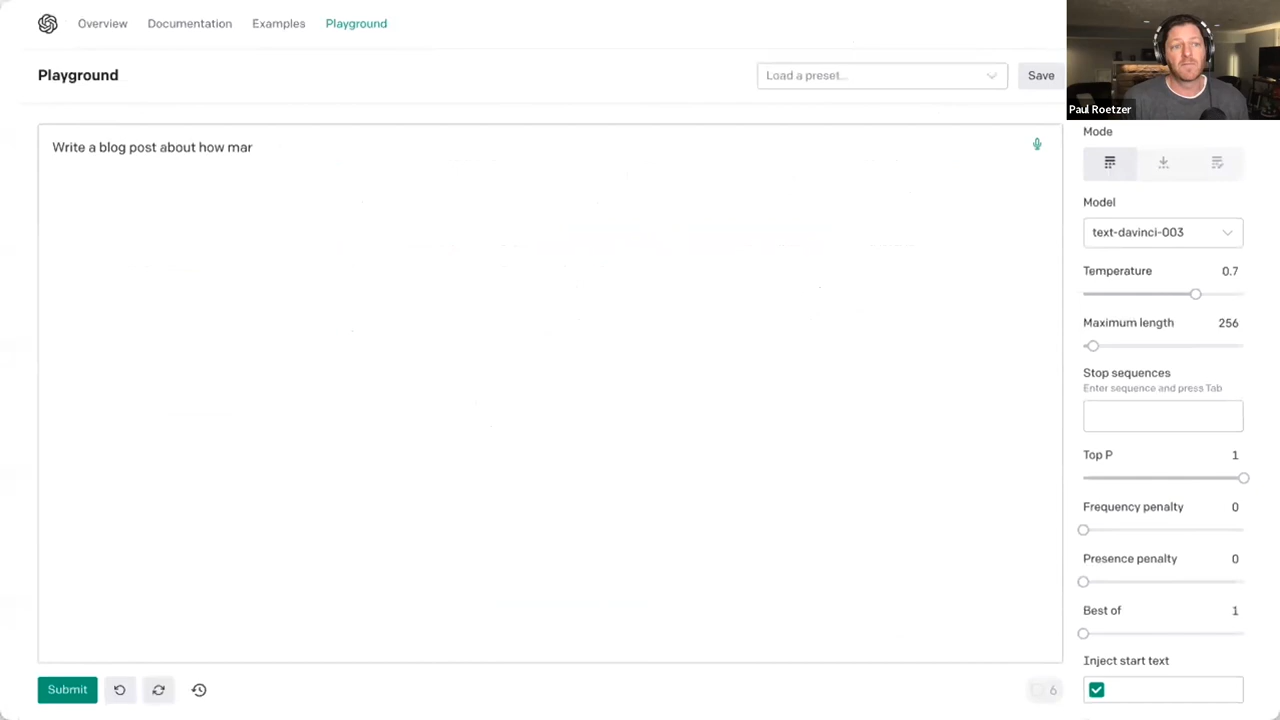 Overview Documentation Examples Playground
Playground
Load a preset...
Save
Paul Roetzer
Write a blog post about how mar
Mode
Model
text-davinci-003
Temperature 0.7
Maximum length 256
Stop sequences
Enter sequence and press Tab
Top P 1
Frequency penalty 0
Presence penalty 0
Best of 1
Inject start text
Submit
6